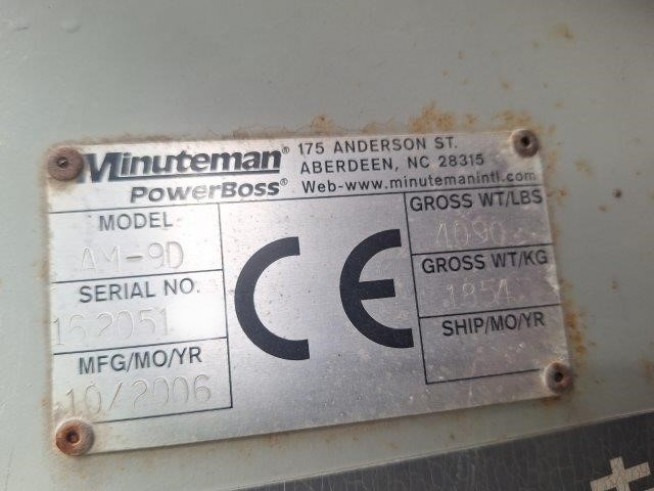 Minuteman® 175 ANDERSON ST.
ABERDEEN, NC 28315
PowerBoss® Web-www.minutemanintl.com
MODEL
AM-9D
SERIAL NO.
162051
MFG/MO/YR
10/2006
CE
GROSS WT/LBS
4090
GROSS WT/KG
1854
SHIP/MO/YR